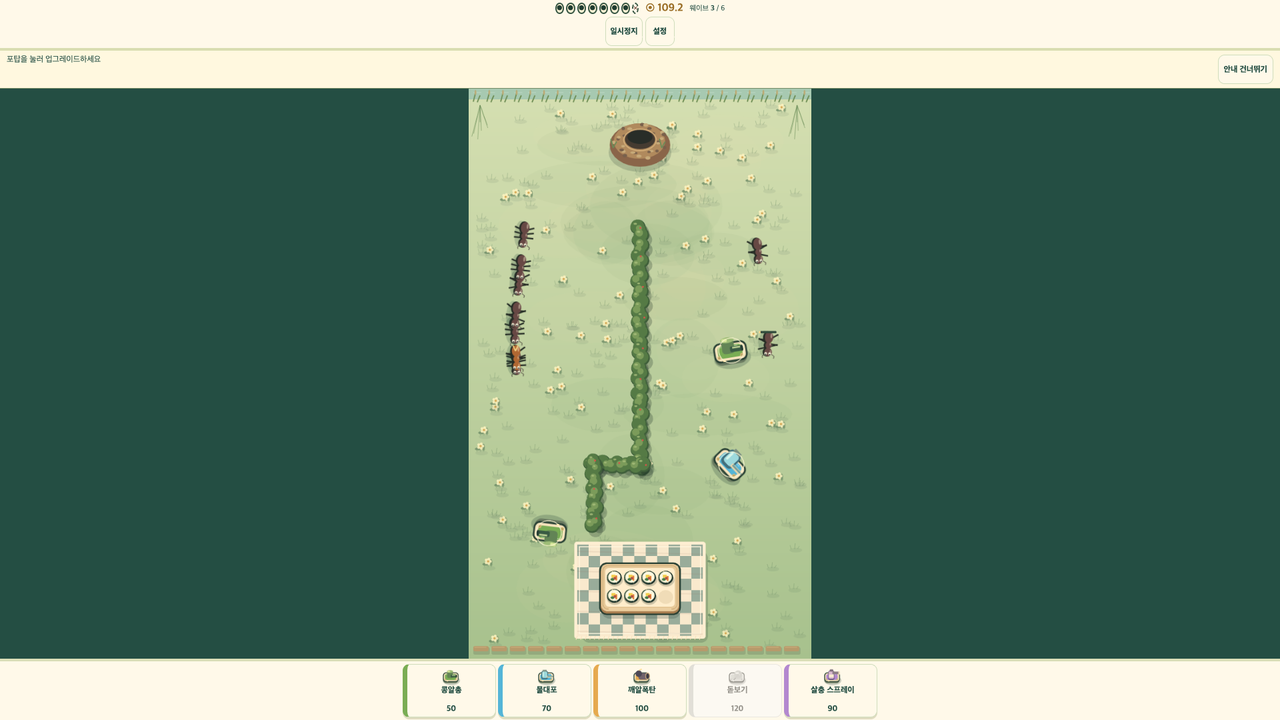 109.2 웨이브 3 / 6
일시정지 설정
포탑을 눌러 업그레이드하세요
안내 건너뛰기
콩알총 물대포 깨알폭탄 돋보기 살충 스프레이
50 70 100 120 90